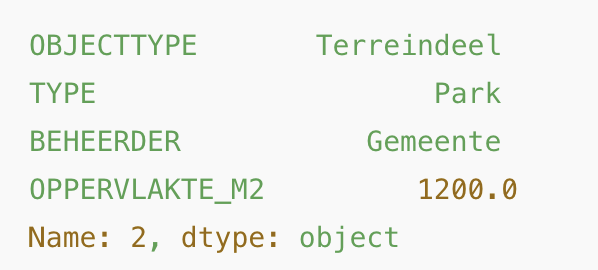 OBJECTTYPE Terreindeel
TYPE Park
BEHEERDER Gemeente
OPPERVLAKTE_M2 1200.0
Name: 2, dtype: object